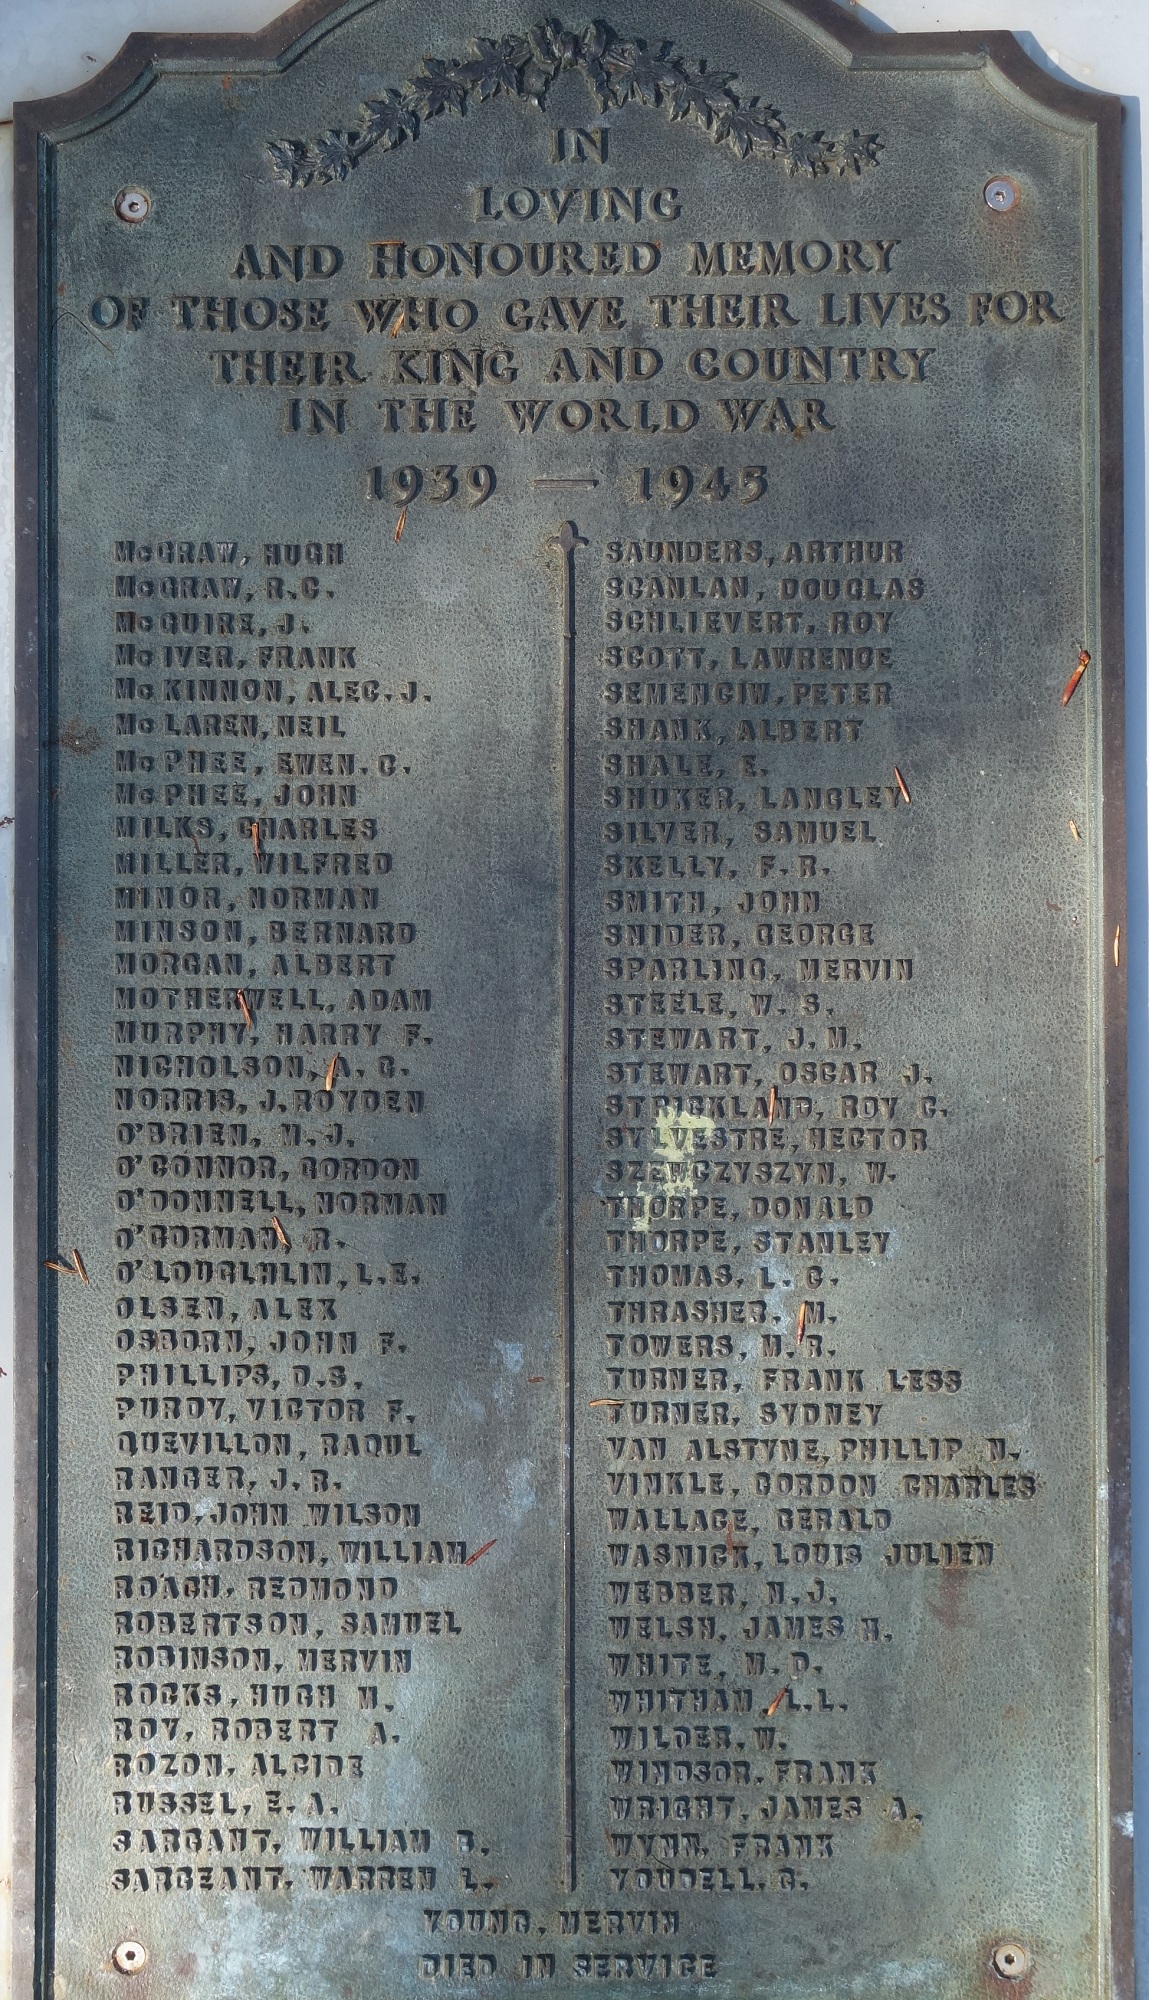 IN
LOVING
AND HONOURED MEMORY
OF THOSE WHO GAVE THEIR LIVES FOR
THEIR KING AND COUNTRY
IN THE WORLD WAR
1939 — 1945
McGRAW, HUGH
McGRAW, R.C.
McGUIRE, J.
McIVER, FRANK
McKINNON, ALEC. J.
McLAREN, NEIL
McPHEE, EWEN. C.
McPHEE, JOHN
MILKS, CHARLES
MILLER, WILFRED
MINOR, NORMAN
MINSON, BERNARD
MORGAN, ALBERT
MOTHERWELL, ADAM
MURPHY, HARRY F.
NICHOLSON, A. G.
NORRIS, J. ROYDEN
O'BRIEN, M. J.
O'CONNOR, GORDON
O'DONNELL, NORMAN
O'GORMAN, R.
O'LOUGLHLIN, L.E.
OLSEN, ALEX
OSBORN, JOHN F.
PHILLIPS, D.S.
PURDY, VICTOR F.
QUEVILLON, RAOUL
RANGER, J. R.
REID, JOHN WILSON
RICHARDSON, WILLIAM
ROACH, REDMOND
ROBERTSON, SAMUEL
ROBINSON, MERVIN
ROCKS, HUGH M.
ROY, ROBERT A.
ROZON, ALCIDE
RUSSEL, E. A.
SARGANT, WILLIAM B.
SARGEANT, WARREN L.
SAUNDERS, ARTHUR
SCANLAN, DOUGLAS
SCHLIEVERT, ROY
SCOTT, LAWRENCE
SEMENCIW, PETER
SHANK, ALBERT
SHALE, E.
SHUKER, LANGLEY
SILVER, SAMUEL
SKELLY, F. R.
SMITH, JOHN
SNIDER, GEORGE
SPARLING, MERVIN
STEELE, W. S.
STEWART, J. M.
STEWART, OSCAR J.
STRICKLAND, ROY C.
SYLVESTRE, HECTOR
SZEWCZYSZYN, W.
THORPE, DONALD
THORPE, STANLEY
THOMAS, L. G.
THRASHER, M.
TOWERS, M. R.
TURNER, FRANK LESS
TURNER, SYDNEY
VAN ALSTYNE, PHILLIP N.
VINKLE, GORDON CHARLES
WALLACE, GERALD
WASNICK, LOUIS JULIEN
WEBBER, N. J.
WELSH, JAMES H.
WHITE, M. D.
WHITHAM, L.L.
WILDER, W.
WINDSOR, FRANK
WRIGHT, JAMES A.
WYNN, FRANK
YOUDELL, G.
YOUNG, MERVIN
DIED IN SERVICE